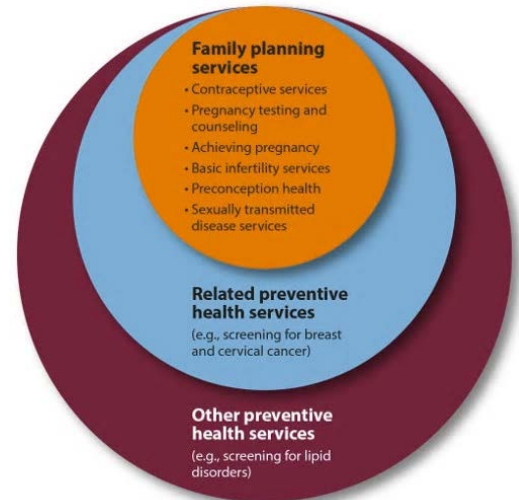 Family planning
services
• Contraceptive services
• Pregnancy testing and
counseling
• Achieving pregnancy
• Basic infertility services
• Preconception health
• Sexually transmitted
disease services
Related preventive
health services
(e.g., screening for breast
and cervical cancer)
Other preventive
health services
(e.g., screening for lipid
disorders)